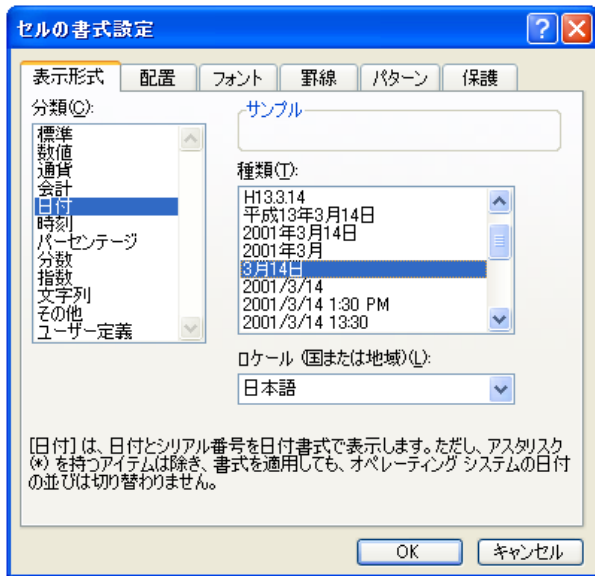 セルの書式設定
表示形式 配置 フォント 罫線 パターン 保護
分類(C):
標準
数値
通貨
会計
日付
時刻
パーセンテージ
分数
指数
文字列
その他
ユーザー定義
サンプル
種類(T):
H13.3.14
平成13年3月14日
2001年3月14日
2001年3月
3月14日
2001/3/14
2001/3/14 1:30 PM
2001/3/14 13:30
ロケール (国または地域)(L):
日本語
[日付] は、日付とシリアル番号を日付書式で表示します。ただし、アスタリスク
(*) を持つアイテムは除き、書式を適用しても、オペレーティング システムの日付
の並びは切り替わりません。
OK キャンセル